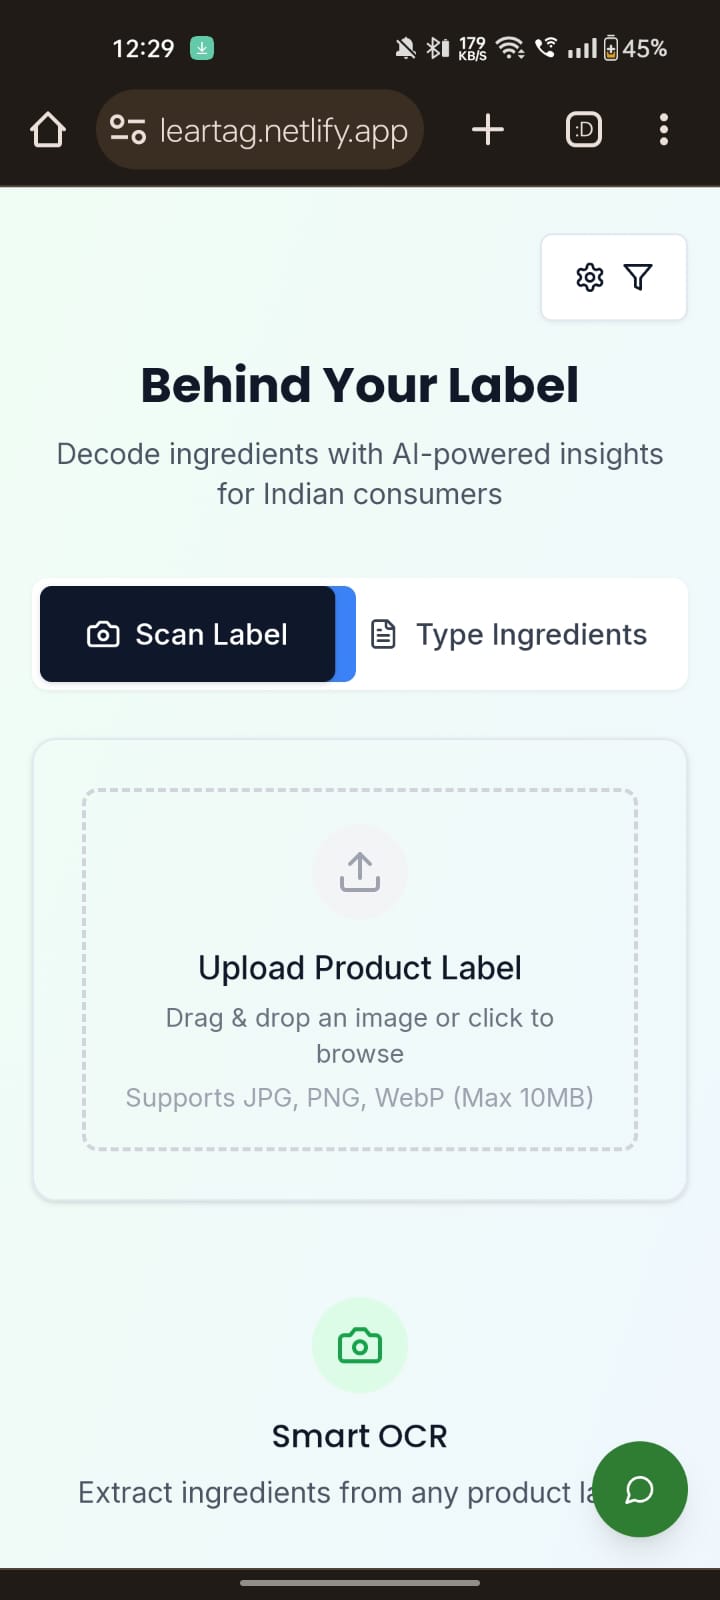 12:29
179
KB/S
45%
leartag.netlify.app
:D
Behind Your Label
Decode ingredients with AI-powered insights
for Indian consumers
Scan Label
Type Ingredients
Upload Product Label
Drag & drop an image or click to
browse
Supports JPG, PNG, WebP (Max 10MB)
Smart OCR
Extract ingredients from any product